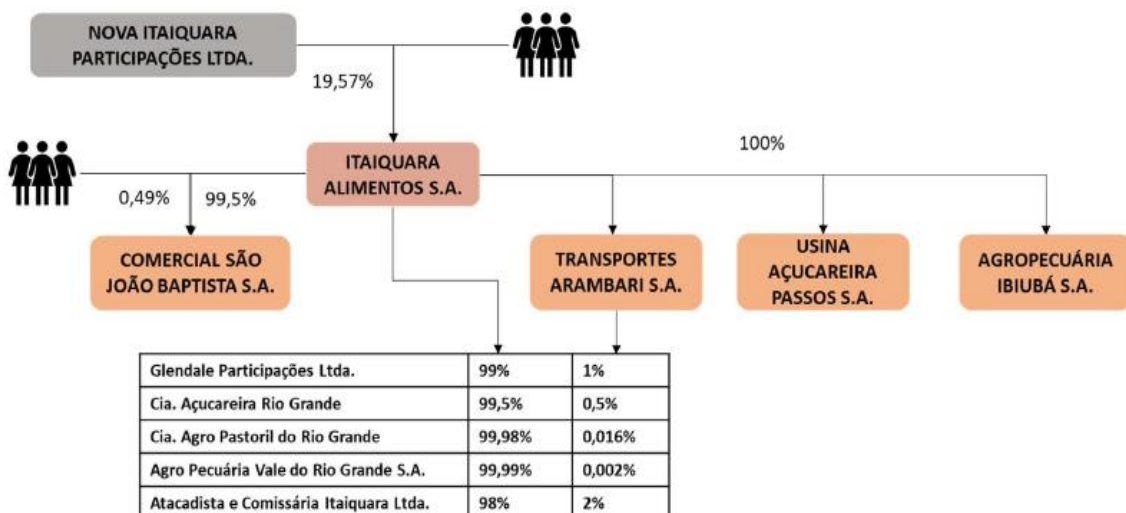 NOVA ITAIQUARA
PARTICIPAÇÕES LTDA.
19,57%
ITAIQUARA
ALIMENTOS S.A.
100%
0,49% 99,5%
COMERCIAL SÃO
JOÃO BAPTISTA S.A.
TRANSPORTES
ARAMBARI S.A.
USINA
AÇUCAREIRA
PASSOS S.A.
AGROPECUÁRIA
IBIUBÁ S.A.
Glendale Participações Ltda. 99% 1%
Cia. Açucareira Rio Grande 99,5% 0,5%
Cia. Agro Pastoril do Rio Grande 99,98% 0,016%
Agro Pecuária Vale do Rio Grande S.A. 99,99% 0,002%
Atacadista e Comissária Itaiquara Ltda. 98% 2%